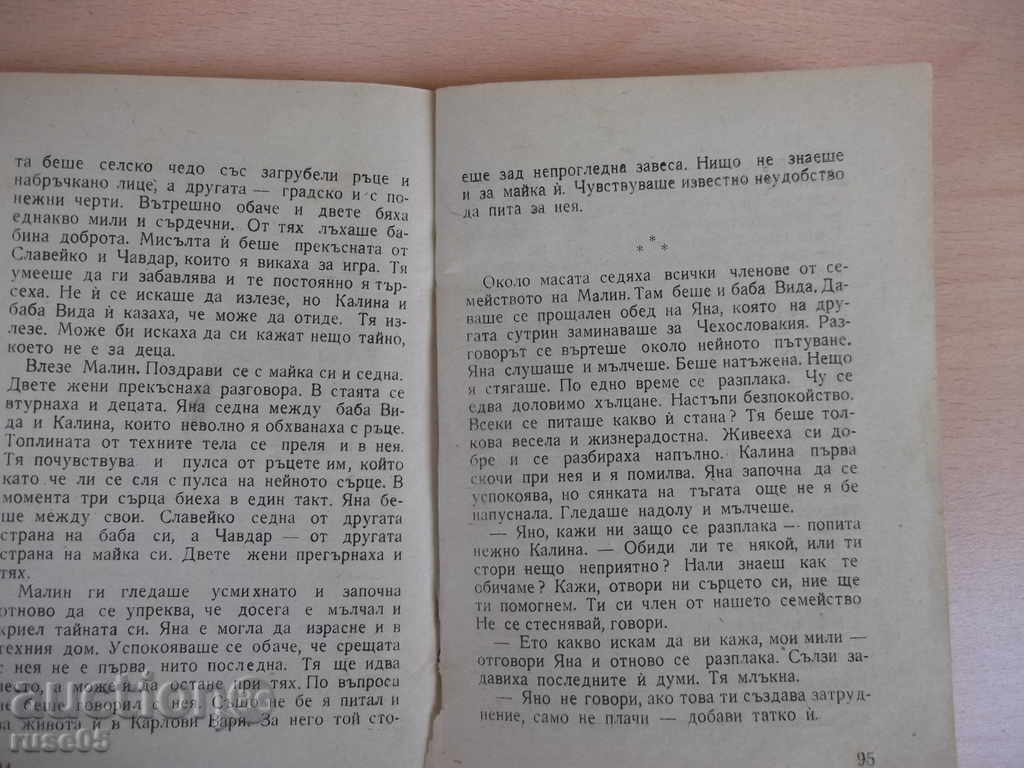 та беше селско чедо със загрубели ръце и
набръчкано лице, а другата — градско и с по-
нежни черти. Вътрешно обаче и двете бяха
еднакво мили и сърдечни. От тях лъхаше ба-
бина доброта. Мисълта ѝ беше прекъсната от
Славейко и Чавдар, които я викаха за игра. Тя
умееше да ги забавлява и те постоянно я тър-
сеха. Не ѝ се искаше да излезе, но Калина и
баба Вида ѝ казаха, че може да отиде. Тя из-
лезе. Може би искаха да си кажат нещо тайно,
което не е за деца.
Влезе Малин. Поздрави се с майка си и седна.
Двете жени прекъснаха разговора. В стаята се
втурнаха и децата. Яна седна между баба Ви-
да и Калина, които неволно я обхванаха с ръце.
Топлината от техните тела се преля и в нея.
Тя почувствува и пулса от ръцете им, който
като че ли се сля с пулса на нейното сърце. В
момента три сърца биеха в един такт. Яна бе-
ше между свои. Славейко седна от другата
страна на баба си, а Чавдар — от другата
страна на майка си. Двете жени прегърнаха и
тях.
Малин ги гледаше усмихнато и започна
отново да се упреква, че досега е мълчал и
криел тайната си. Яна е могла да израсне и в
техния дом. Успокояваше се обаче, че срещата
с нея не е първа, нито последна. Тя ще идва
често, а може и да остане при тях. По въпроса
не беше говорил с нея. Също не бе я питал и
за живота ѝ в Карлови Вари. За него той сто-
еше зад непрогледна завеса. Нищо не знаеше
и за майка ѝ. Чувствуваше известно неудобство
да пита за нея.
* * *
Около масата седяха всички членове от се-
мейството на Малин. Там беше и баба Вида. Да-
ваше се прощален обед на Яна, която на дру-
гата сутрин заминаваше за Чехословакия. Раз-
говорът се въртеше около нейното пътуване.
Яна слушаше и мълчеше. Беше натъжена. Нещо
я стягаше. По едно време се разплака. Чу се
едва доловимо хълцане. Настъпи безпокойство.
Всеки се питаше какво ѝ стана? Тя беше тол-
кова весела и жизнерадостна. Живееха си до-
бре и се разбираха напълно. Калина първа
скочи при нея и я помилва. Яна започна да се
успокоява, но сянката на тъгата още не я бе
напуснала. Гледаше надолу и мълчеше.
— Яно, кажи ни защо се разплака — попита
нежно Калина. — Обиди ли те някой, или ти
стори нещо неприятно? Нали знаеш как те
обичаме? Кажи, отвори ни сърцето си, ние ще
ти помогнем. Ти си член от нашето семейство
Не се стеснявай, говори.
— Ето какво искам да ви кажа, мои мили —
отговори Яна и отново се разплака. Сълзи за-
давиха последните ѝ думи. Тя млъкна.
— Яно не говори, ако това ти създава затруд-
нение, само не плачи — добави татко ѝ.
95
auction
ruse05